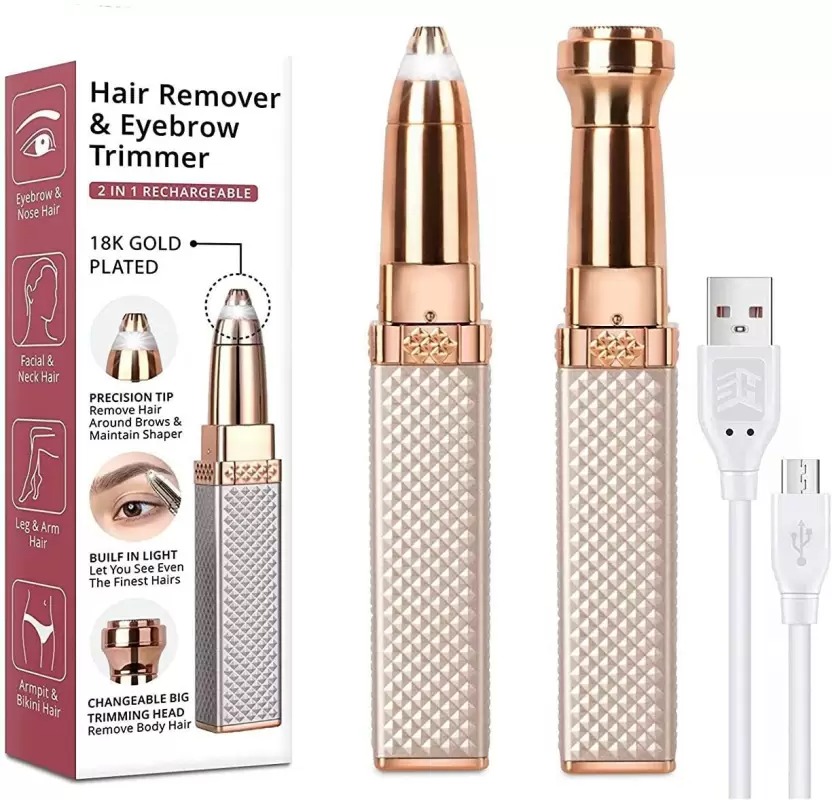 Hair Remover
& Eyebrow
Trimmer
2 IN 1 RECHARGEABLE
18K GOLD
PLATED
PRECISION TIP
Remove Hair
Around Brows &
Maintain Shaper
BUILF IN LIGHT
Let You See Even
The Finest Hairs
CHANGEABLE BIG
TRIMMING HEAD
Remove Body Hair
Eyebrow &
Nose Hair
Facial &
Neck Hair
Leg & Arm
Hair
Armpit &
Bikini Hair